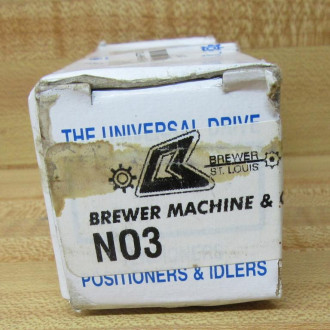 THE UNIVERSAL DRIVE
BREWER
ST. LOUIS
BREWER MACHINE &
N03
POSITIONERS & IDLERS